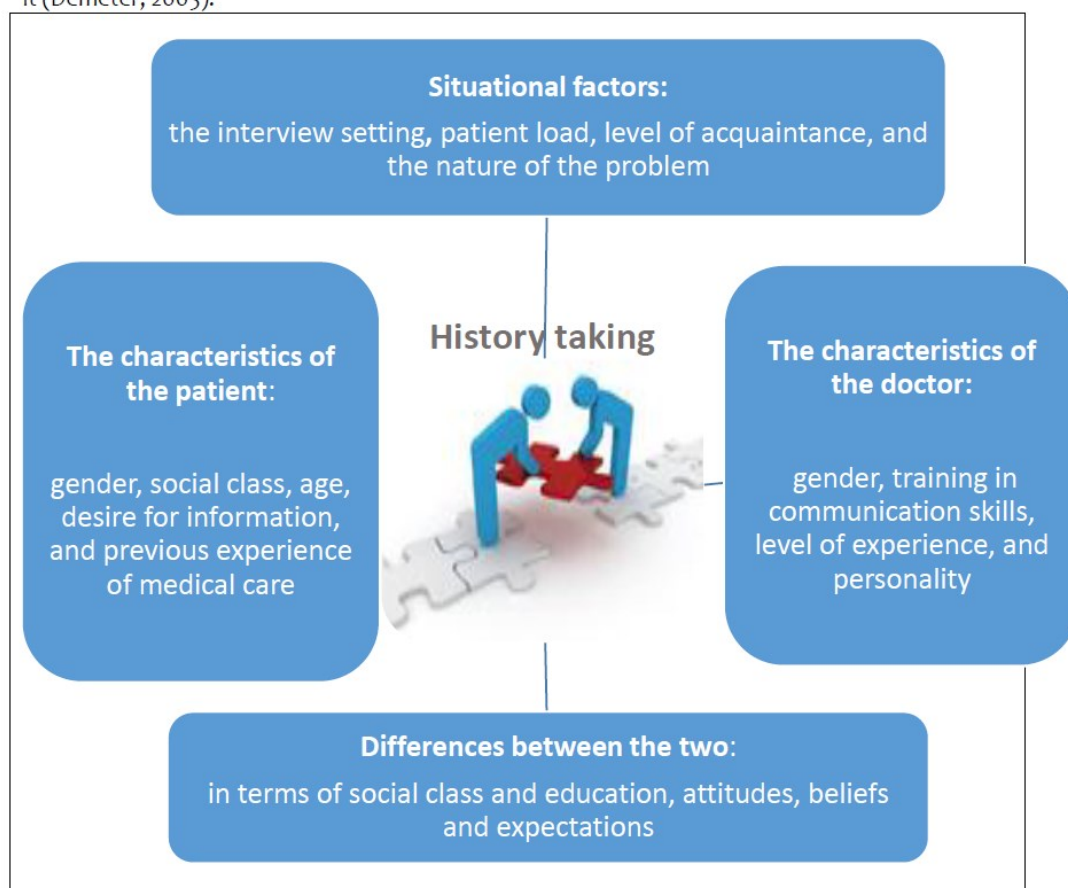 it (Demeter, 2003).
Situational factors:
the interview setting, patient load, level of acquaintance, and
the nature of the problem
History taking
The characteristics of
the patient:
gender, social class, age,
desire for information,
and previous experience
of medical care
The characteristics of
the doctor:
gender, training in
communication skills,
level of experience, and
personality
Differences between the two:
in terms of social class and education, attitudes, beliefs
and expectations